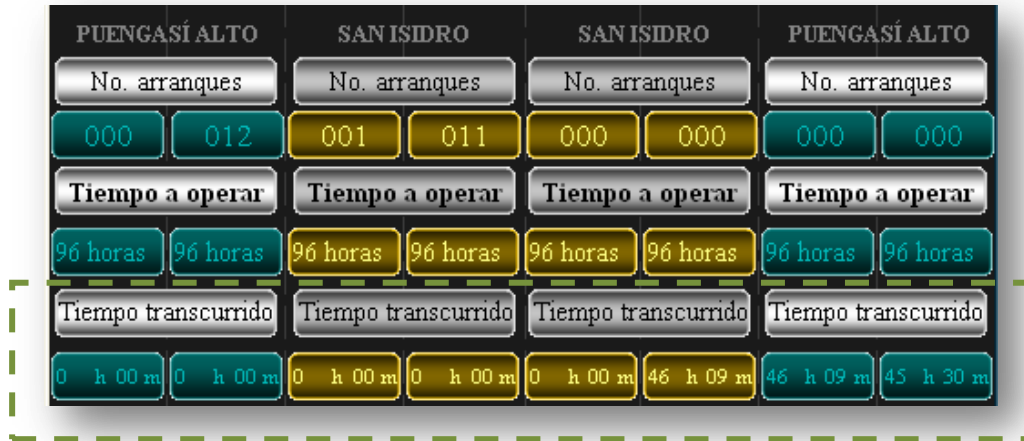 PUENGASÍ ALTO SAN ISIDRO SAN ISIDRO PUENGASÍ ALTO
No. arranques No. arranques No. arranques No. arranques
000 012 001 011 000 000 000 000
Tiempo a operar Tiempo a operar Tiempo a operar Tiempo a operar
96 horas 96 horas 96 horas 96 horas 96 horas 96 horas 96 horas 96 horas
Tiempo transcurrido Tiempo transcurrido Tiempo transcurrido Tiempo transcurrido
0 h 00 m 0 h 00 m 0 h 00 m 0 h 00 m 0 h 00 m 46 h 09 m 46 h 09 m 45 h 30 m